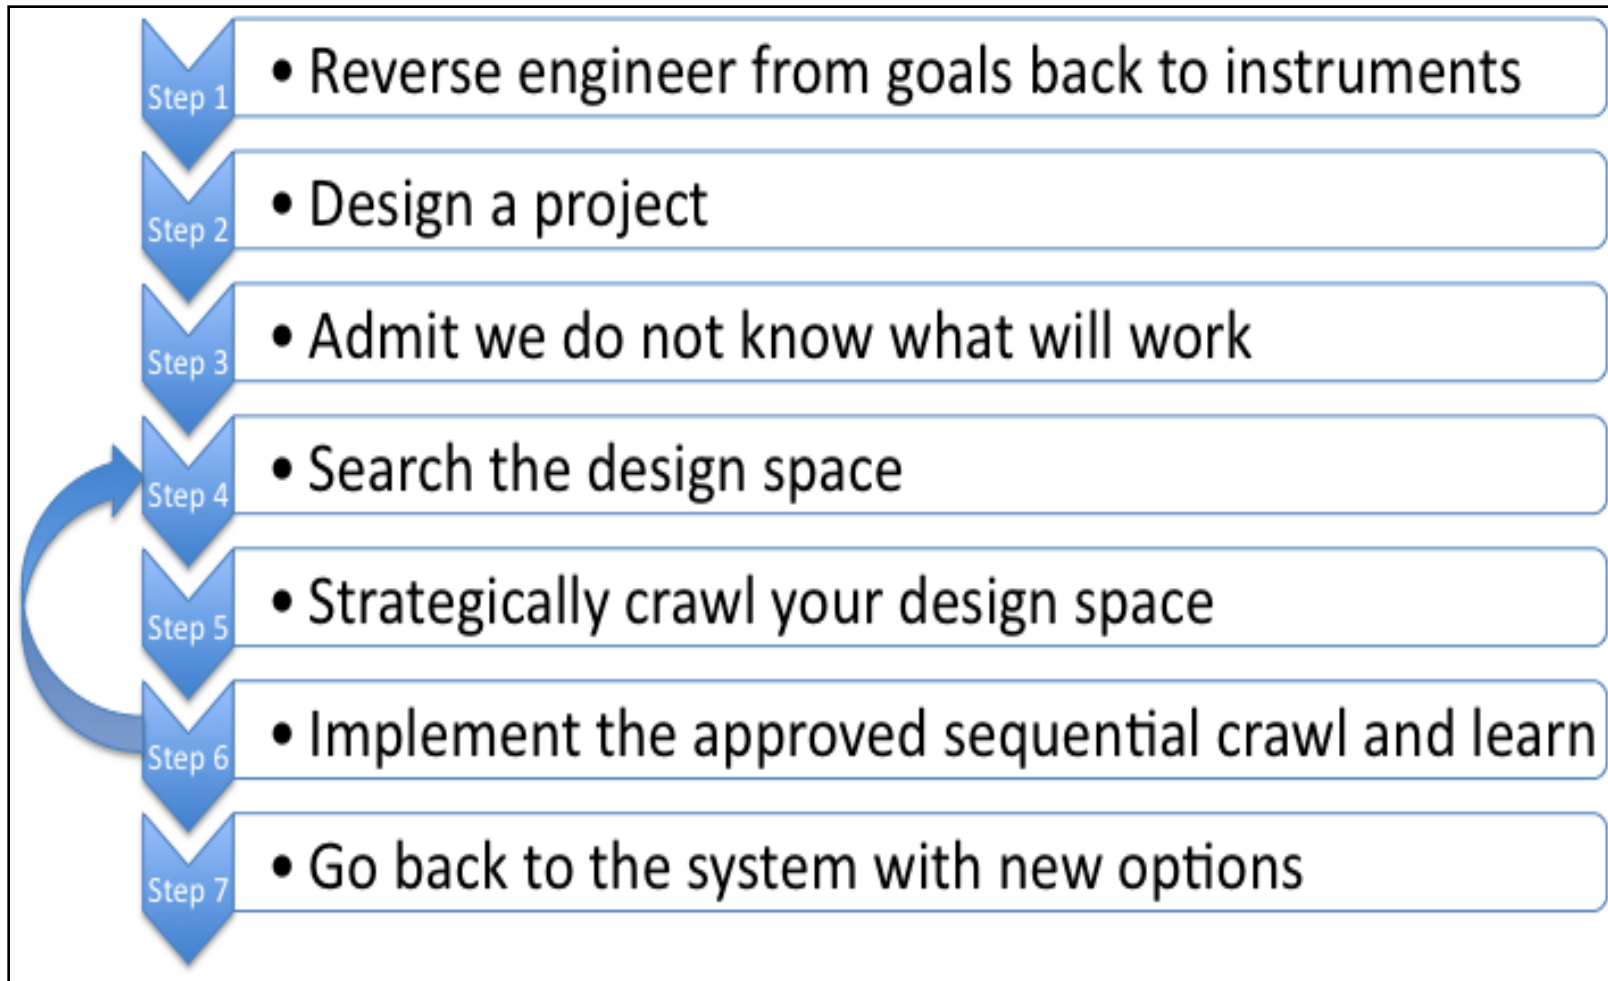 Step 1
• Reverse engineer from goals back to instruments
Step 2
• Design a project
Step 3
• Admit we do not know what will work
Step 4
• Search the design space
Step 5
• Strategically crawl your design space
Step 6
• Implement the approved sequential crawl and learn
Step 7
• Go back to the system with new options